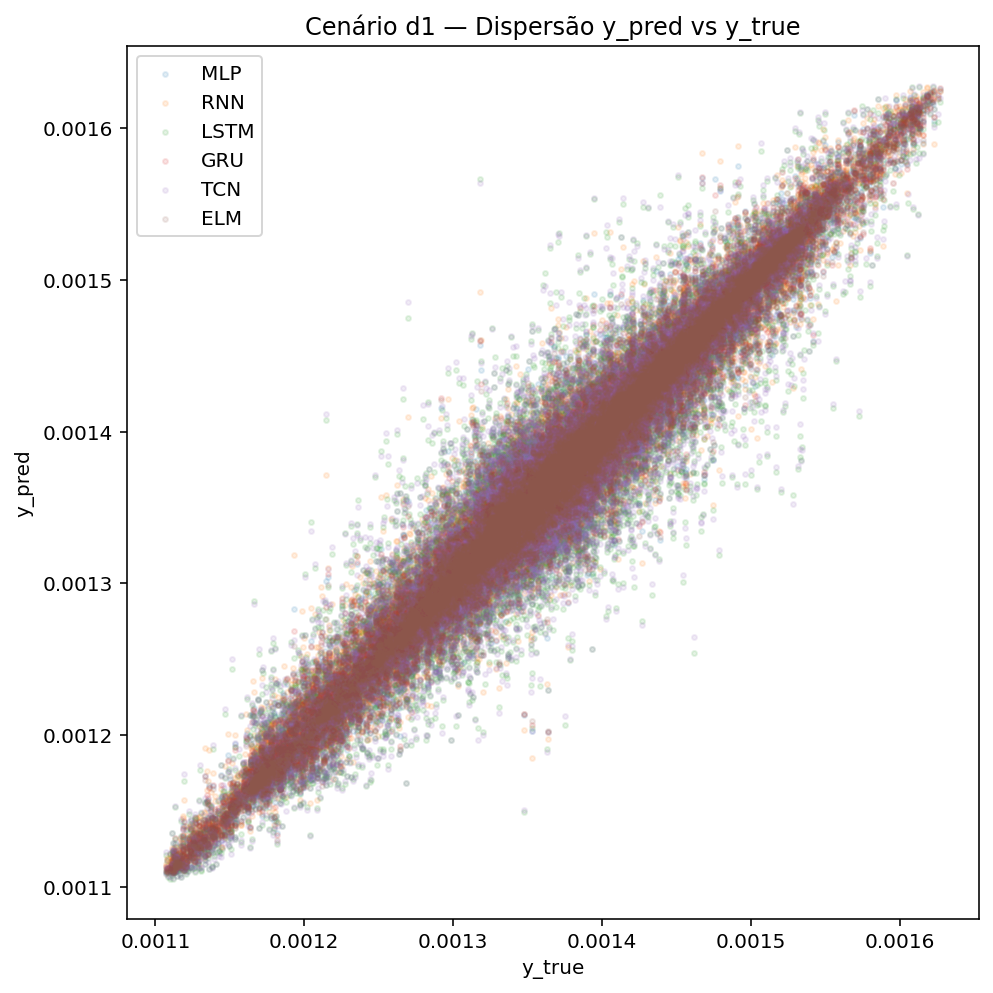 Cenário d1 — Dispersão y_pred vs y_true
MLP
RNN
LSTM
GRU
TCN
ELM
0.0016
0.0015
0.0014
0.0013
0.0012
0.0011
y_pred
0.0011 0.0012 0.0013 0.0014 0.0015 0.0016
y_true